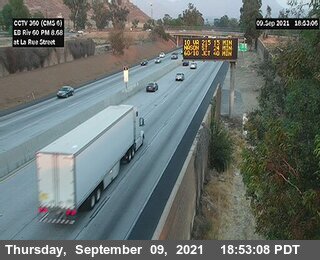 CCTV 360 (CMS 6)
EB Riv 60 PM 8.68
at La Rue Street
09.Sep 2021 18:53:06
Thursday, September 09, 2021 18:53:08 PDT